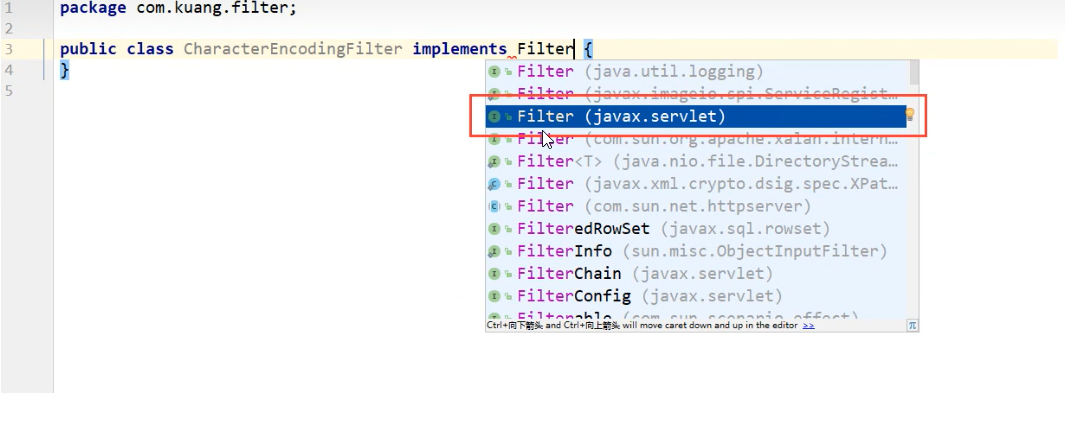 1 package com.kuang.filter;
2
3 public class CharacterEncodingFilter implements Filter {
4 }
5
Filter (java.util.logging)
Filter (javax.imageio.spi.ServiceRegist…
Filter (javax.servlet)
Filter (com.sun.org.apache.xalan.intern…
Filter<T> (java.nio.file.DirectoryStrea…
Filter (javax.xml.crypto.dsig.spec.XPat…
Filter (com.sun.net.httpserver)
FilteredRowSet (javax.sql.rowset)
FilterInfo (sun.misc.ObjectInputFilter)
FilterChain (javax.servlet)
FilterConfig (javax.servlet)
Filterable (com.sun.scenario.effect)
Ctrl+向下箭头 and Ctrl+向上箭头 will move caret down and up in the editor >> π